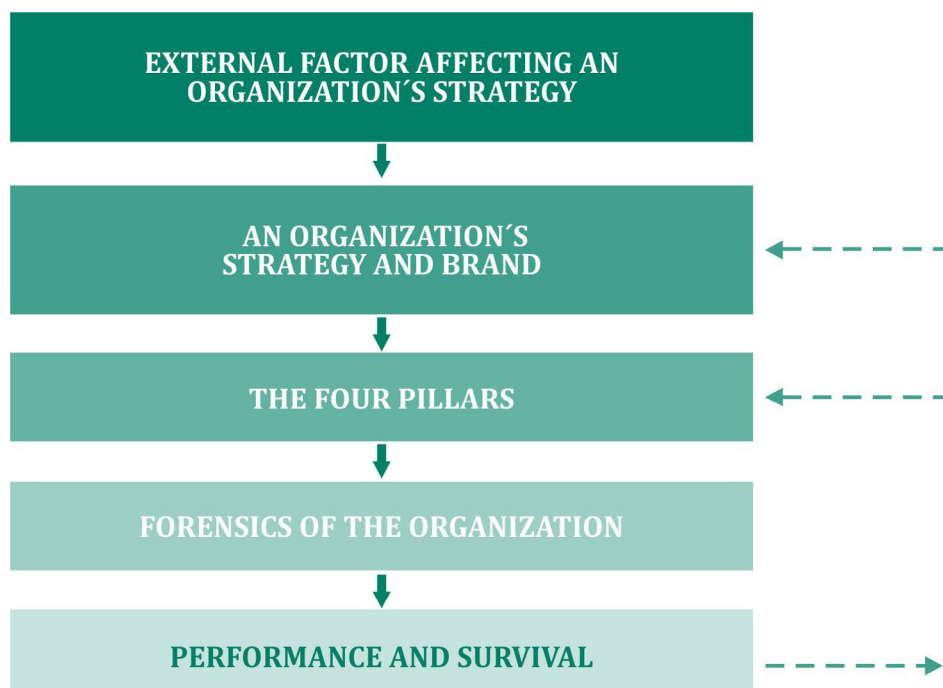 EXTERNAL FACTOR AFFECTING AN
ORGANIZATION´S STRATEGY
AN ORGANIZATION´S
STRATEGY AND BRAND
THE FOUR PILLARS
FORENSICS OF THE ORGANIZATION
PERFORMANCE AND SURVIVAL